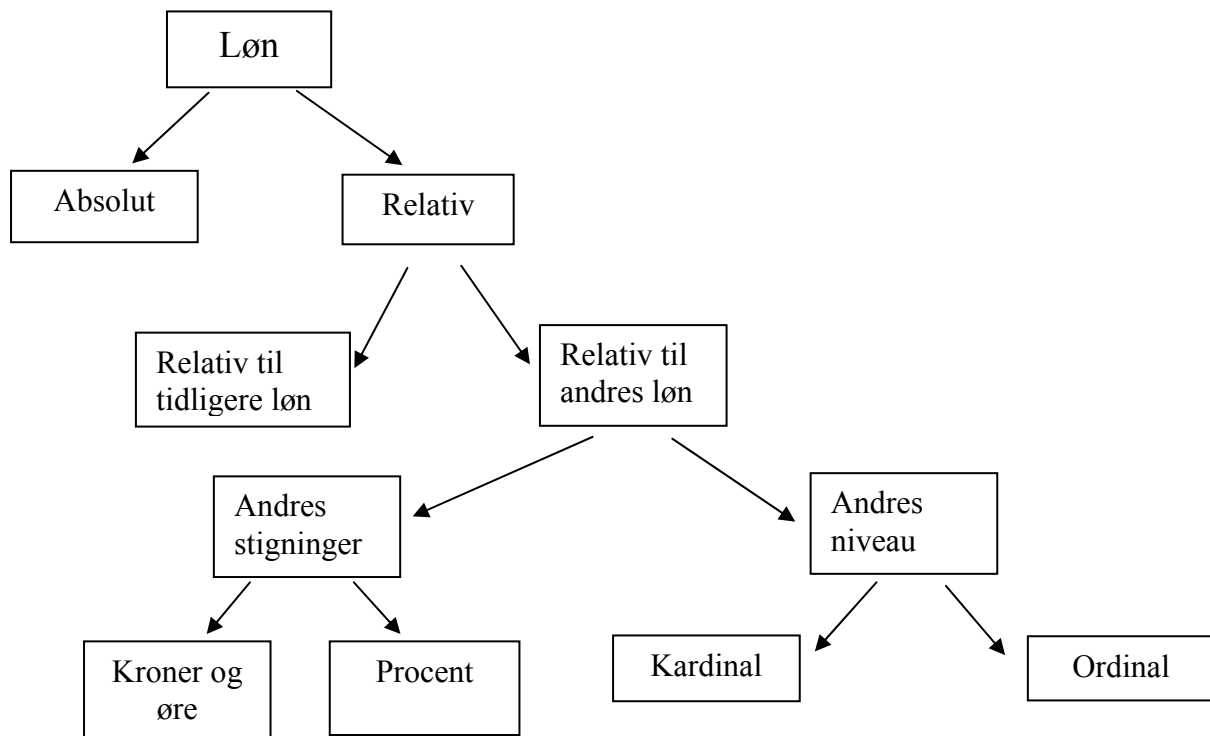 Løn
Absolut
Relativ
Relativ til
tidligere løn
Relativ til
andres løn
Andres
stigninger
Andres
niveau
Kroner og
øre
Procent
Kardinal
Ordinal